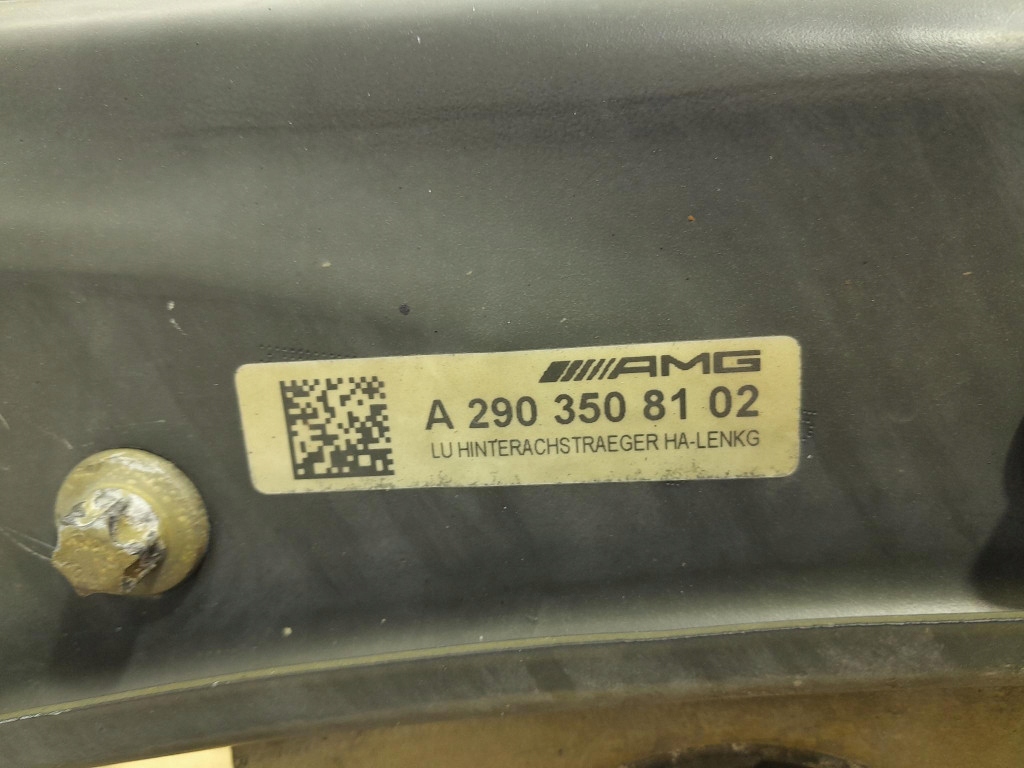 AMG
A 290 350 81 02
LU HINTERACHSTRAEGER HA-LENKG